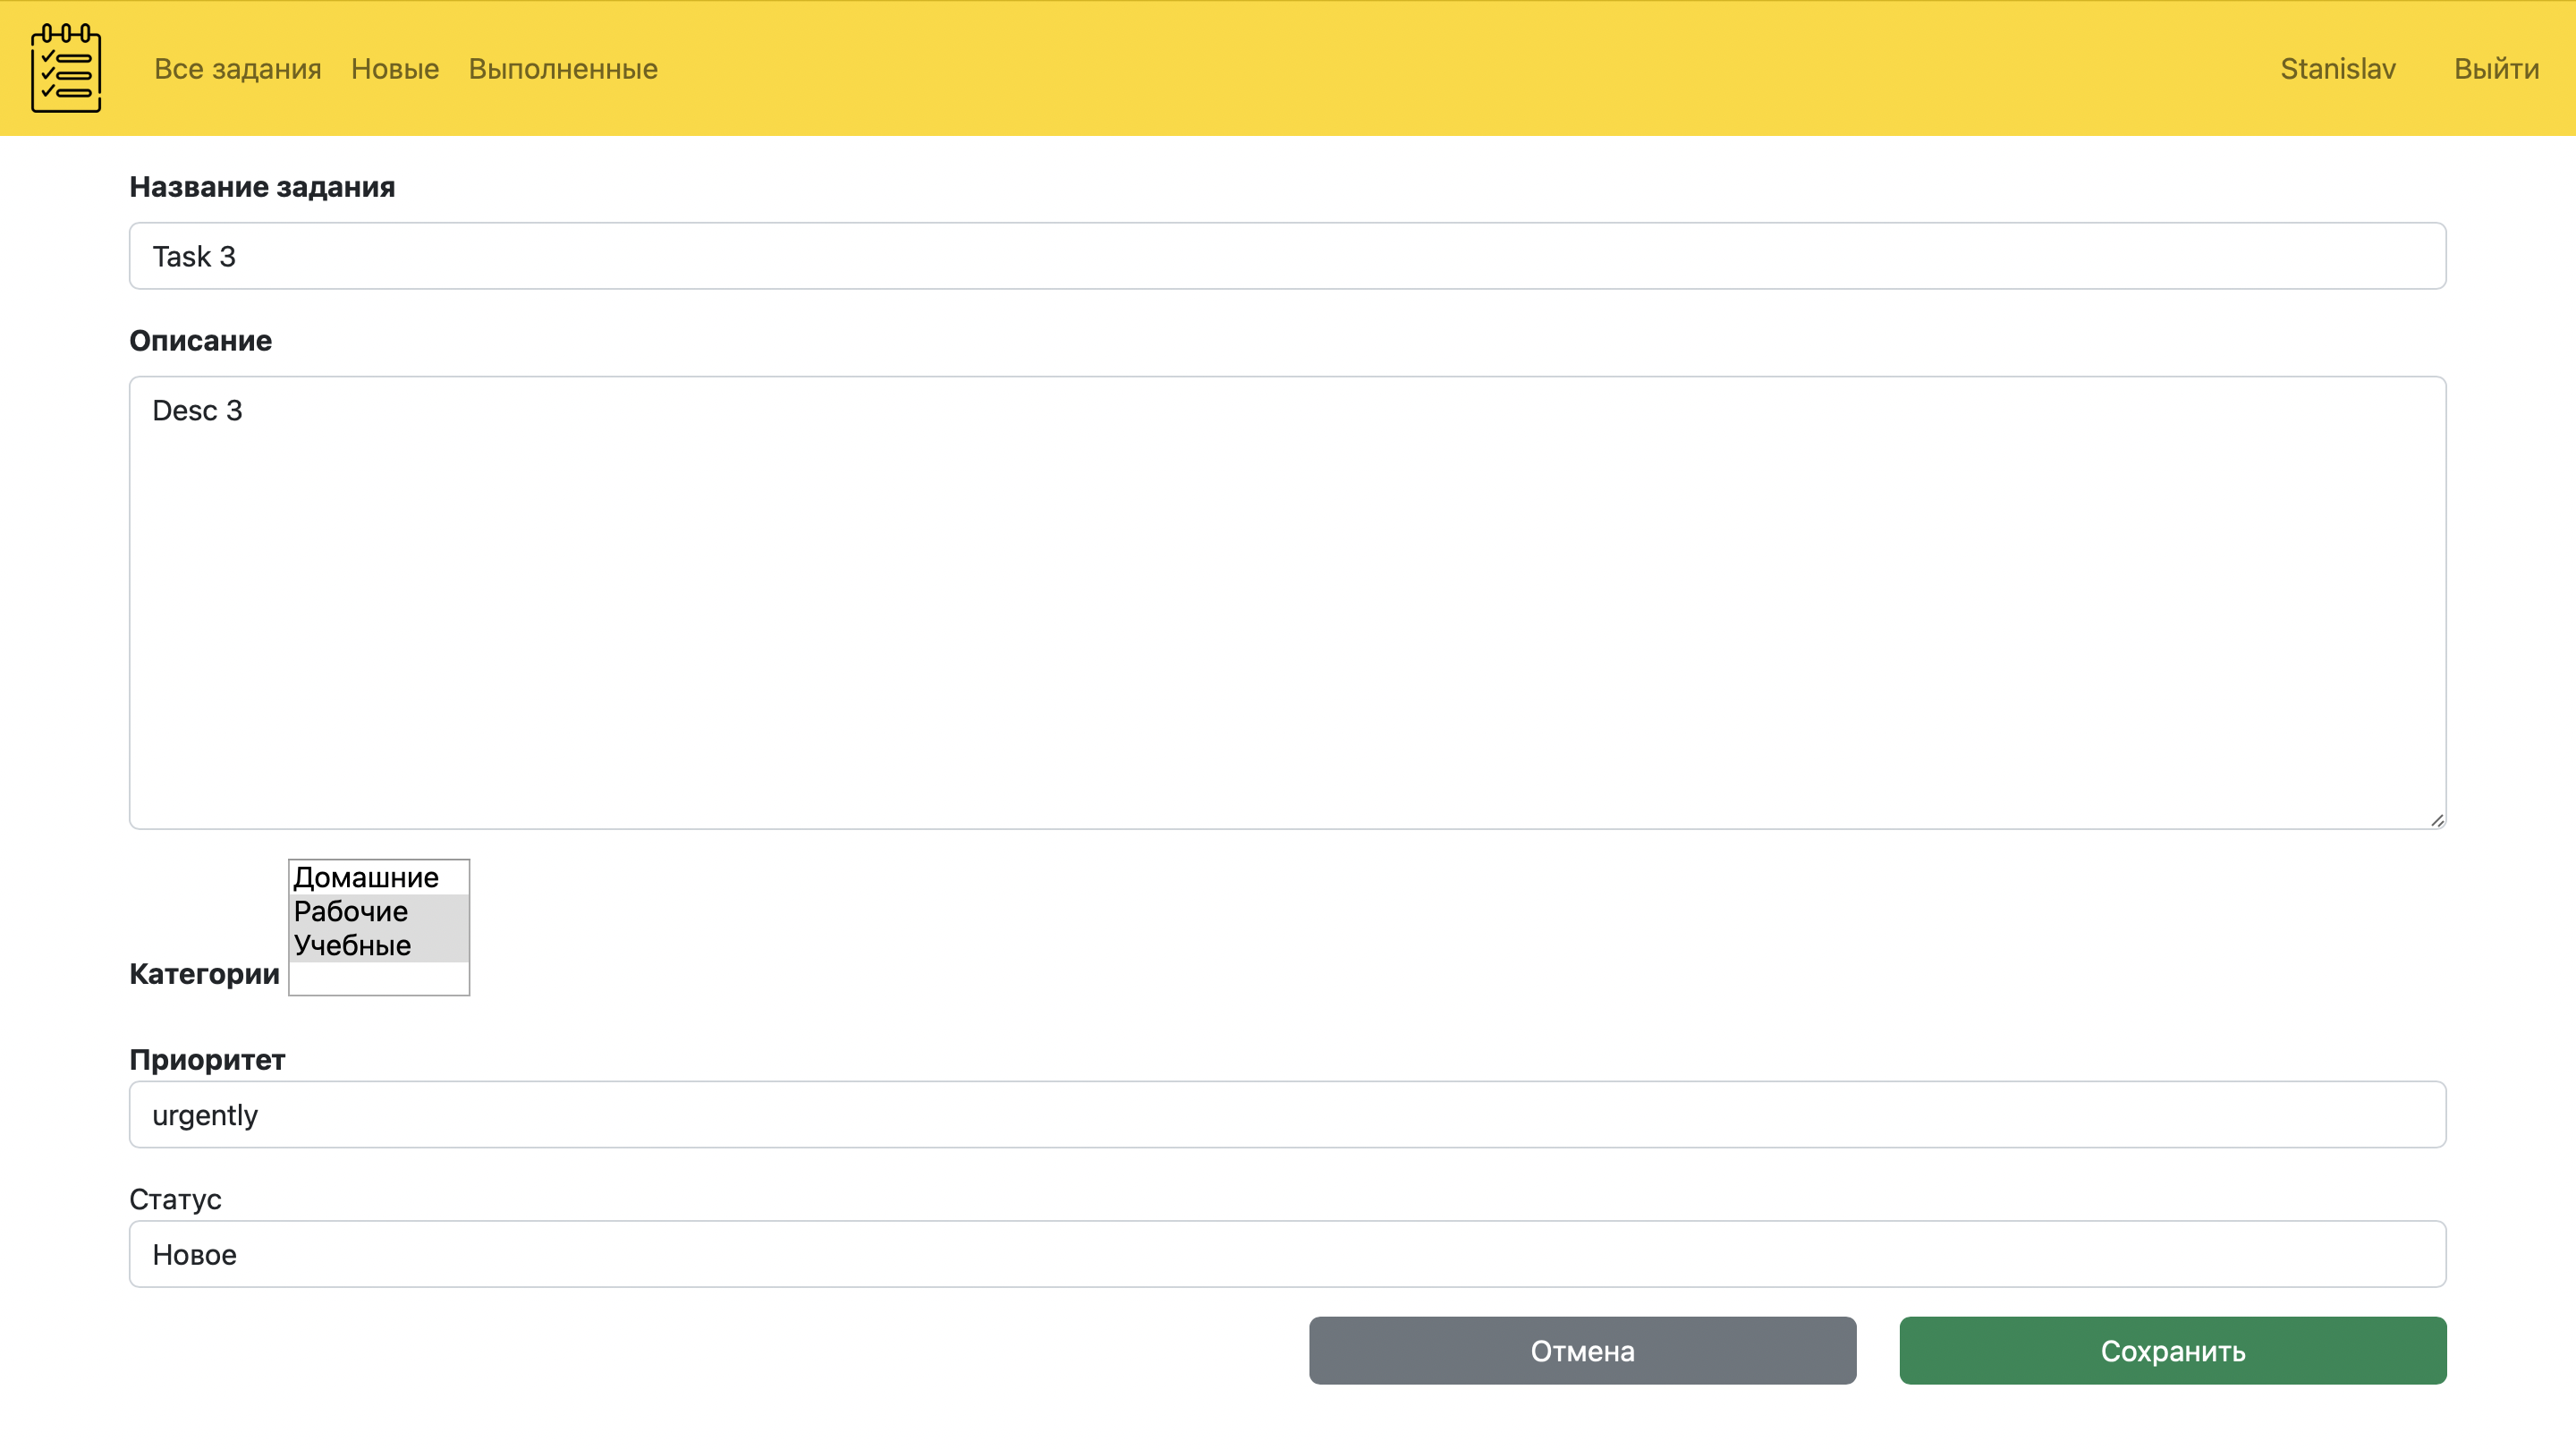 Все задания Новые Выполненные Stanislav Выйти
Название задания
Task 3
Описание
Desc 3
Домашние
Рабочие
Учебные
Категории
Приоритет
urgently
Статус
Новое
Отмена Сохранить